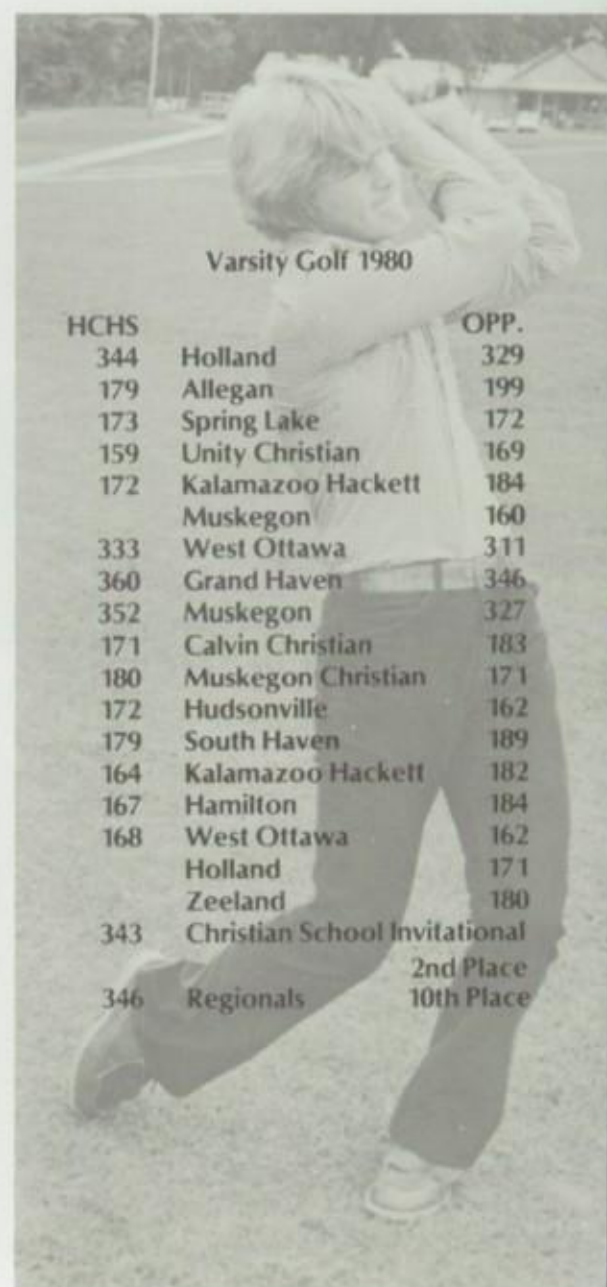 Varsity Golf 1980
HCHS OPP.
344 Holland 329
179 Allegan 199
173 Spring Lake 172
159 Unity Christian 169
172 Kalamazoo Hackett 184
Muskegon 160
333 West Ottawa 311
360 Grand Haven 346
352 Muskegon 327
171 Calvin Christian 183
180 Muskegon Christian 171
172 Hudsonville 162
179 South Haven 189
164 Kalamazoo Hackett 182
167 Hamilton 184
168 West Ottawa 162
Holland 171
Zeeland 180
343 Christian School Invitational
2nd Place
346 Regionals 10th Place